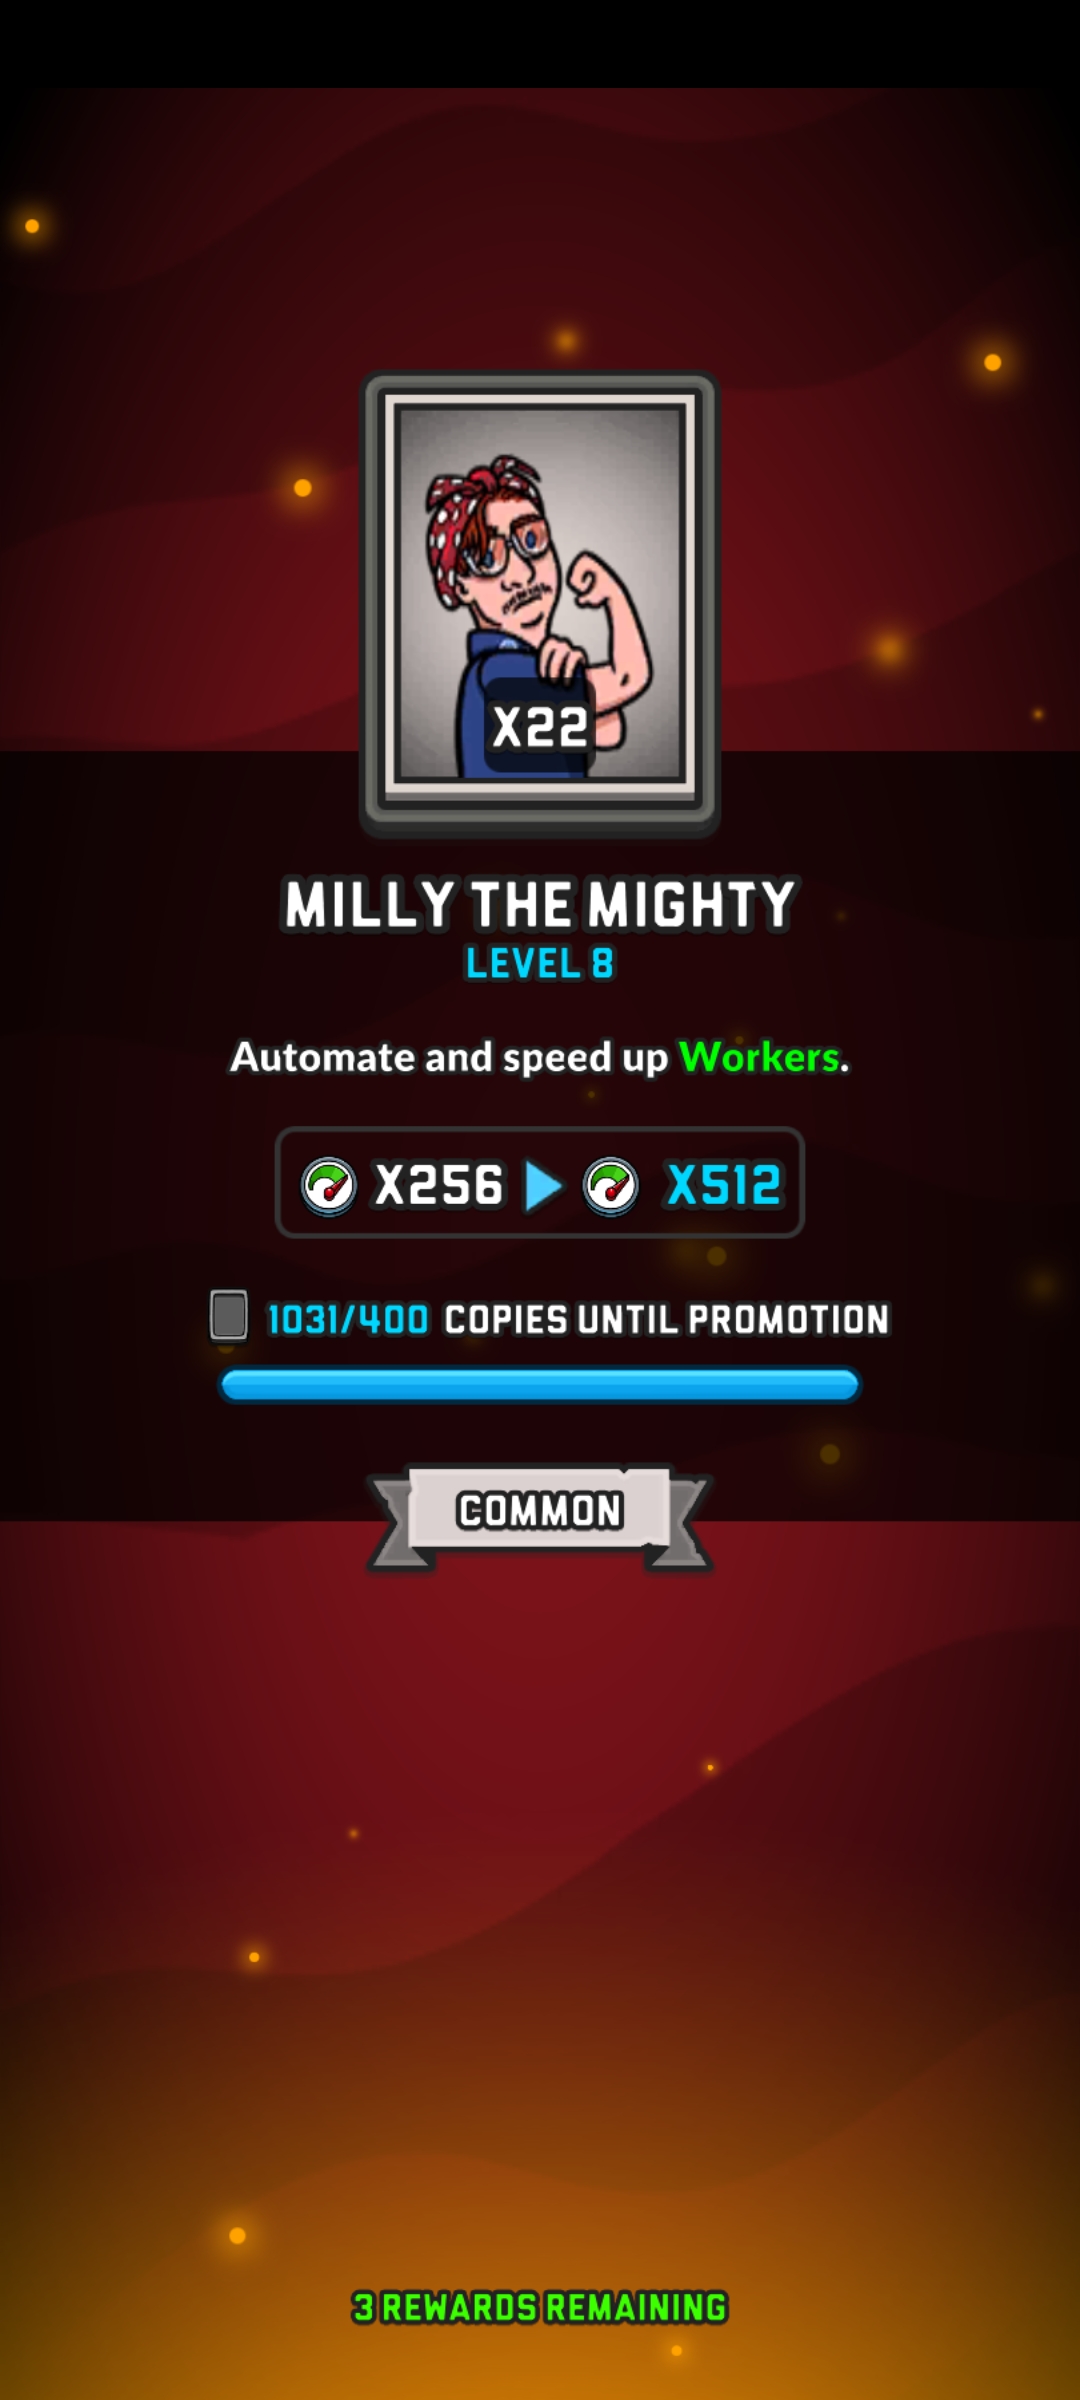 X22
MILLY THE MIGHTY
LEVEL 8
Automate and speed up Workers.
X256 X512
1031/400 COPIES UNTIL PROMOTION
COMMON
3 REWARDS REMAINING